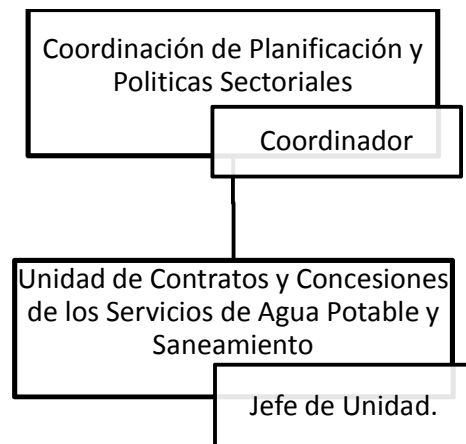 Coordinación de Planificación y
Politicas Sectoriales
Coordinador
Unidad de Contratos y Concesiones
de los Servicios de Agua Potable y
Saneamiento
Jefe de Unidad.